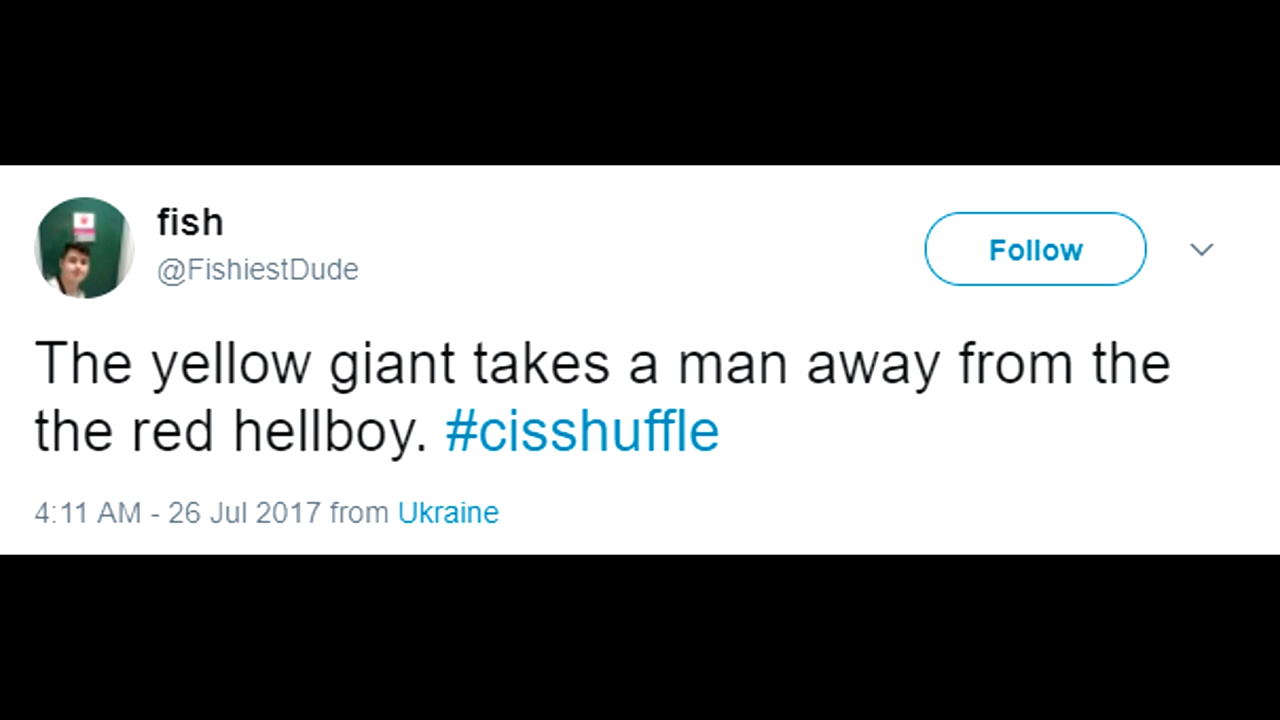 fish
@FishiestDude
Follow
The yellow giant takes a man away from the
the red hellboy. #cisshuffle
4:11 AM - 26 Jul 2017 from Ukraine